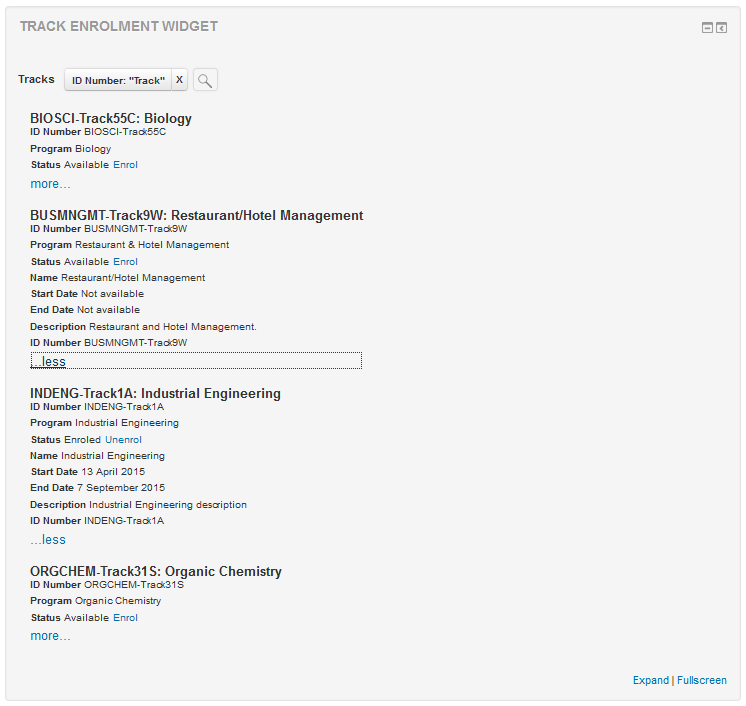 TRACK ENROLMENT WIDGET
Tracks ID Number: "Track" X
BIOSCI-Track55C: Biology
ID Number BIOSCI-Track55C
Program Biology
Status Available Enrol
more...
BUSMNGMT-Track9W: Restaurant/Hotel Management
ID Number BUSMNGMT-Track9W
Program Restaurant & Hotel Management
Status Available Enrol
Name Restaurant/Hotel Management
Start Date Not available
End Date Not available
Description Restaurant and Hotel Management.
ID Number BUSMNGMT-Track9W
...less
INDENG-Track1A: Industrial Engineering
ID Number INDENG-Track1A
Program Industrial Engineering
Status Enroled Unenrol
Name Industrial Engineering
Start Date 13 April 2015
End Date 7 September 2015
Description Industrial Engineering description
ID Number INDENG-Track1A
...less
ORGCHEM-Track31S: Organic Chemistry
ID Number ORGCHEM-Track31S
Program Organic Chemistry
Status Available Enrol
more...
Expand | Fullscreen